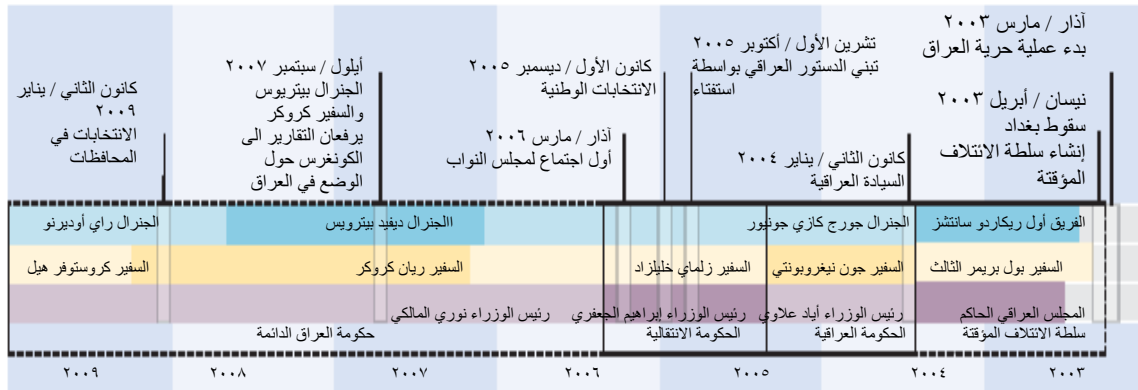 آذار / مارس ٢٠٠٣
بدء عملية حرية العراق
نيسان / أبريل ٢٠٠٣
سقوط بغداد
إنشاء سلطة الائتلاف
المؤقتة
تشرين الأول / أكتوبر ٢٠٠٥
تبني الدستور العراقي بواسطة
استفتاء
كانون الثاني / يناير ٢٠٠٤
السيادة العراقية
كانون الأول / ديسمبر ٢٠٠٥
الانتخابات الوطنية
آذار / مارس ٢٠٠٦
أول اجتماع لمجلس النواب
أيلول / سبتمبر ٢٠٠٧
الجنرال بيتريوس
والسفير كروكر
يرفعان التقارير الى
الكونغرس حول
الوضع في العراق
كانون الثاني / يناير
٢٠٠٩
الانتخابات في
المحافظات
الفريق أول ريكاردو سانتشز
الجنرال جورج كازي جونيور
االجنرال ديفيد بيترويس
الجنرال راي أوديرنو
السفير بول بريمر الثالث
السفير جون نيغروبونتي
السفير زلماي خليلزاد
السفير ريان كروكر
السفير كروستوفر هيل
المجلس العراقي الحاكم
رئيس الوزراء أياد علاوي
رئيس الوزراء إبراهيم الجعفري
رئيس الوزراء نوري المالكي
سلطة الائتلاف المؤقتة
الحكومة العراقية
الحكومة الانتقالية
حكومة العراق الدائمة
٢٠٠٣
٢٠٠٤
٢٠٠٥
٢٠٠٦
٢٠٠٧
٢٠٠٨
٢٠٠٩